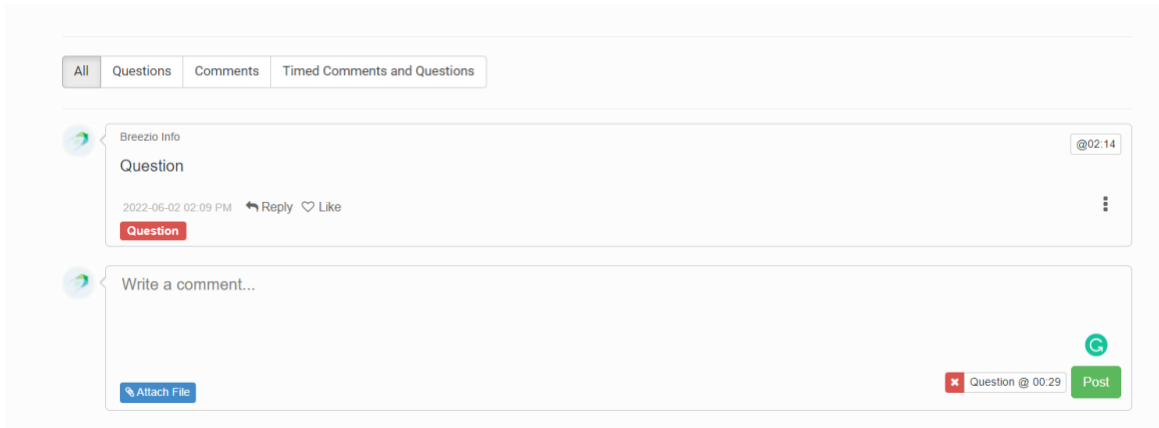 All Questions Comments Timed Comments and Questions
Breezio Info
@02:14
Question
2022-06-02 02:09 PM Reply Like
Question
Write a comment...
Attach File Question @ 00:29 Post